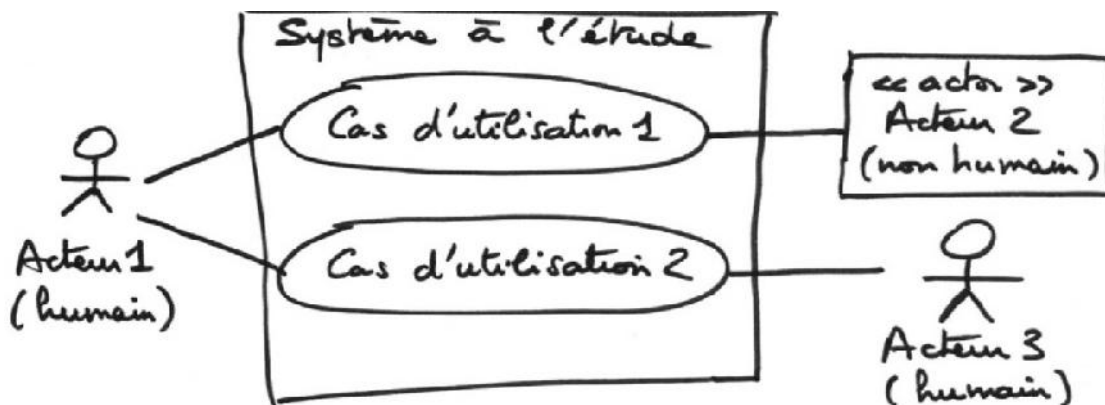 Système à l'étude
Cas d'utilisation 1
<< actor >>
Acteur 2
(non humain)
Acteur 1
(humain)
Cas d'utilisation 2
Acteur 3
(humain)